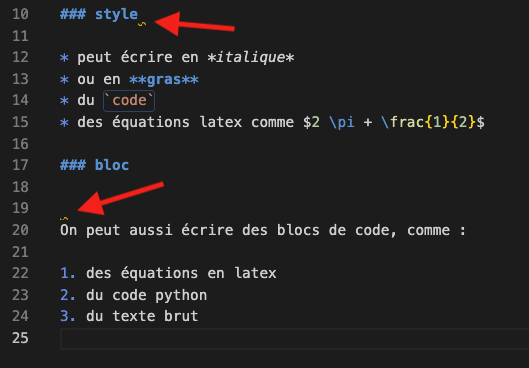 10 ### style
11
12 * peut écrire en *italique*
13 * ou en **gras**
14 * du `code`
15 * des équations latex comme $2 \pi + \frac{1}{2}$
16
17 ### bloc
18
19
20 On peut aussi écrire des blocs de code, comme :
21
22 1. des équations en latex
23 2. du code python
24 3. du texte brut
25